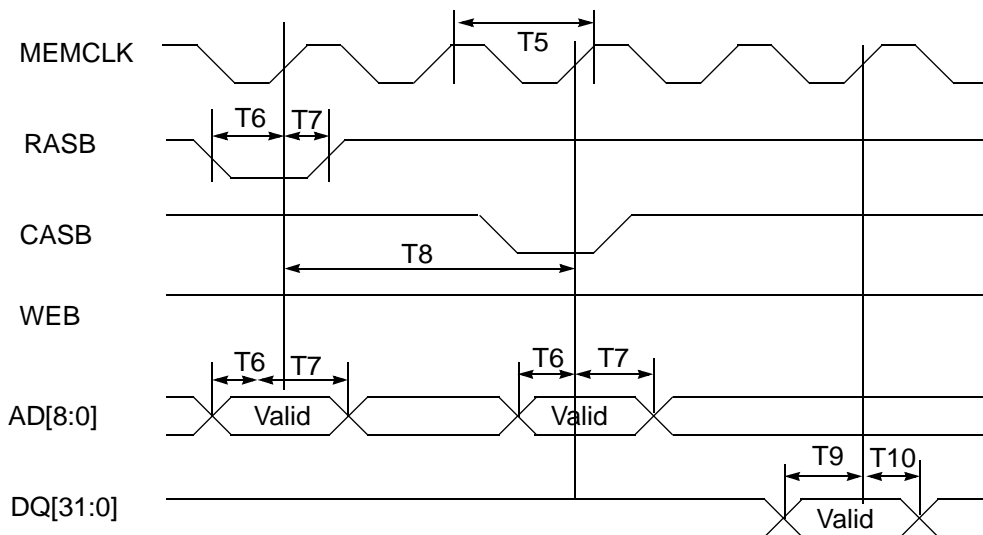 T5
MEMCLK
T6 T7
RASB
CASB
T8
WEB
T6 T7 T6 T7
AD[8:0] Valid Valid
T9 T10
DQ[31:0] Valid